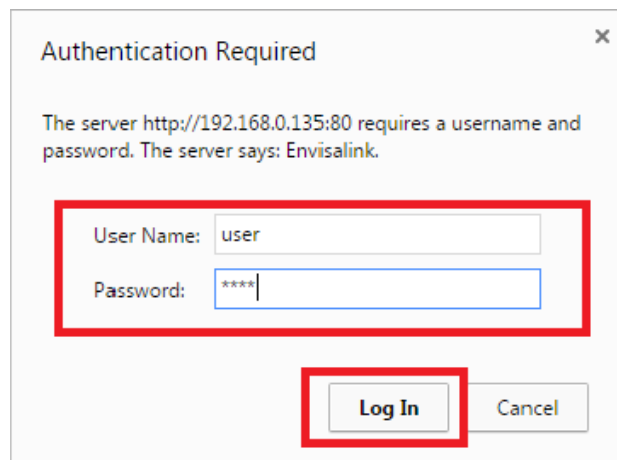 Authentication Required
The server http://192.168.0.135:80 requires a username and
password. The server says: Envisalink.
User Name: user
Password: ****
Log In Cancel